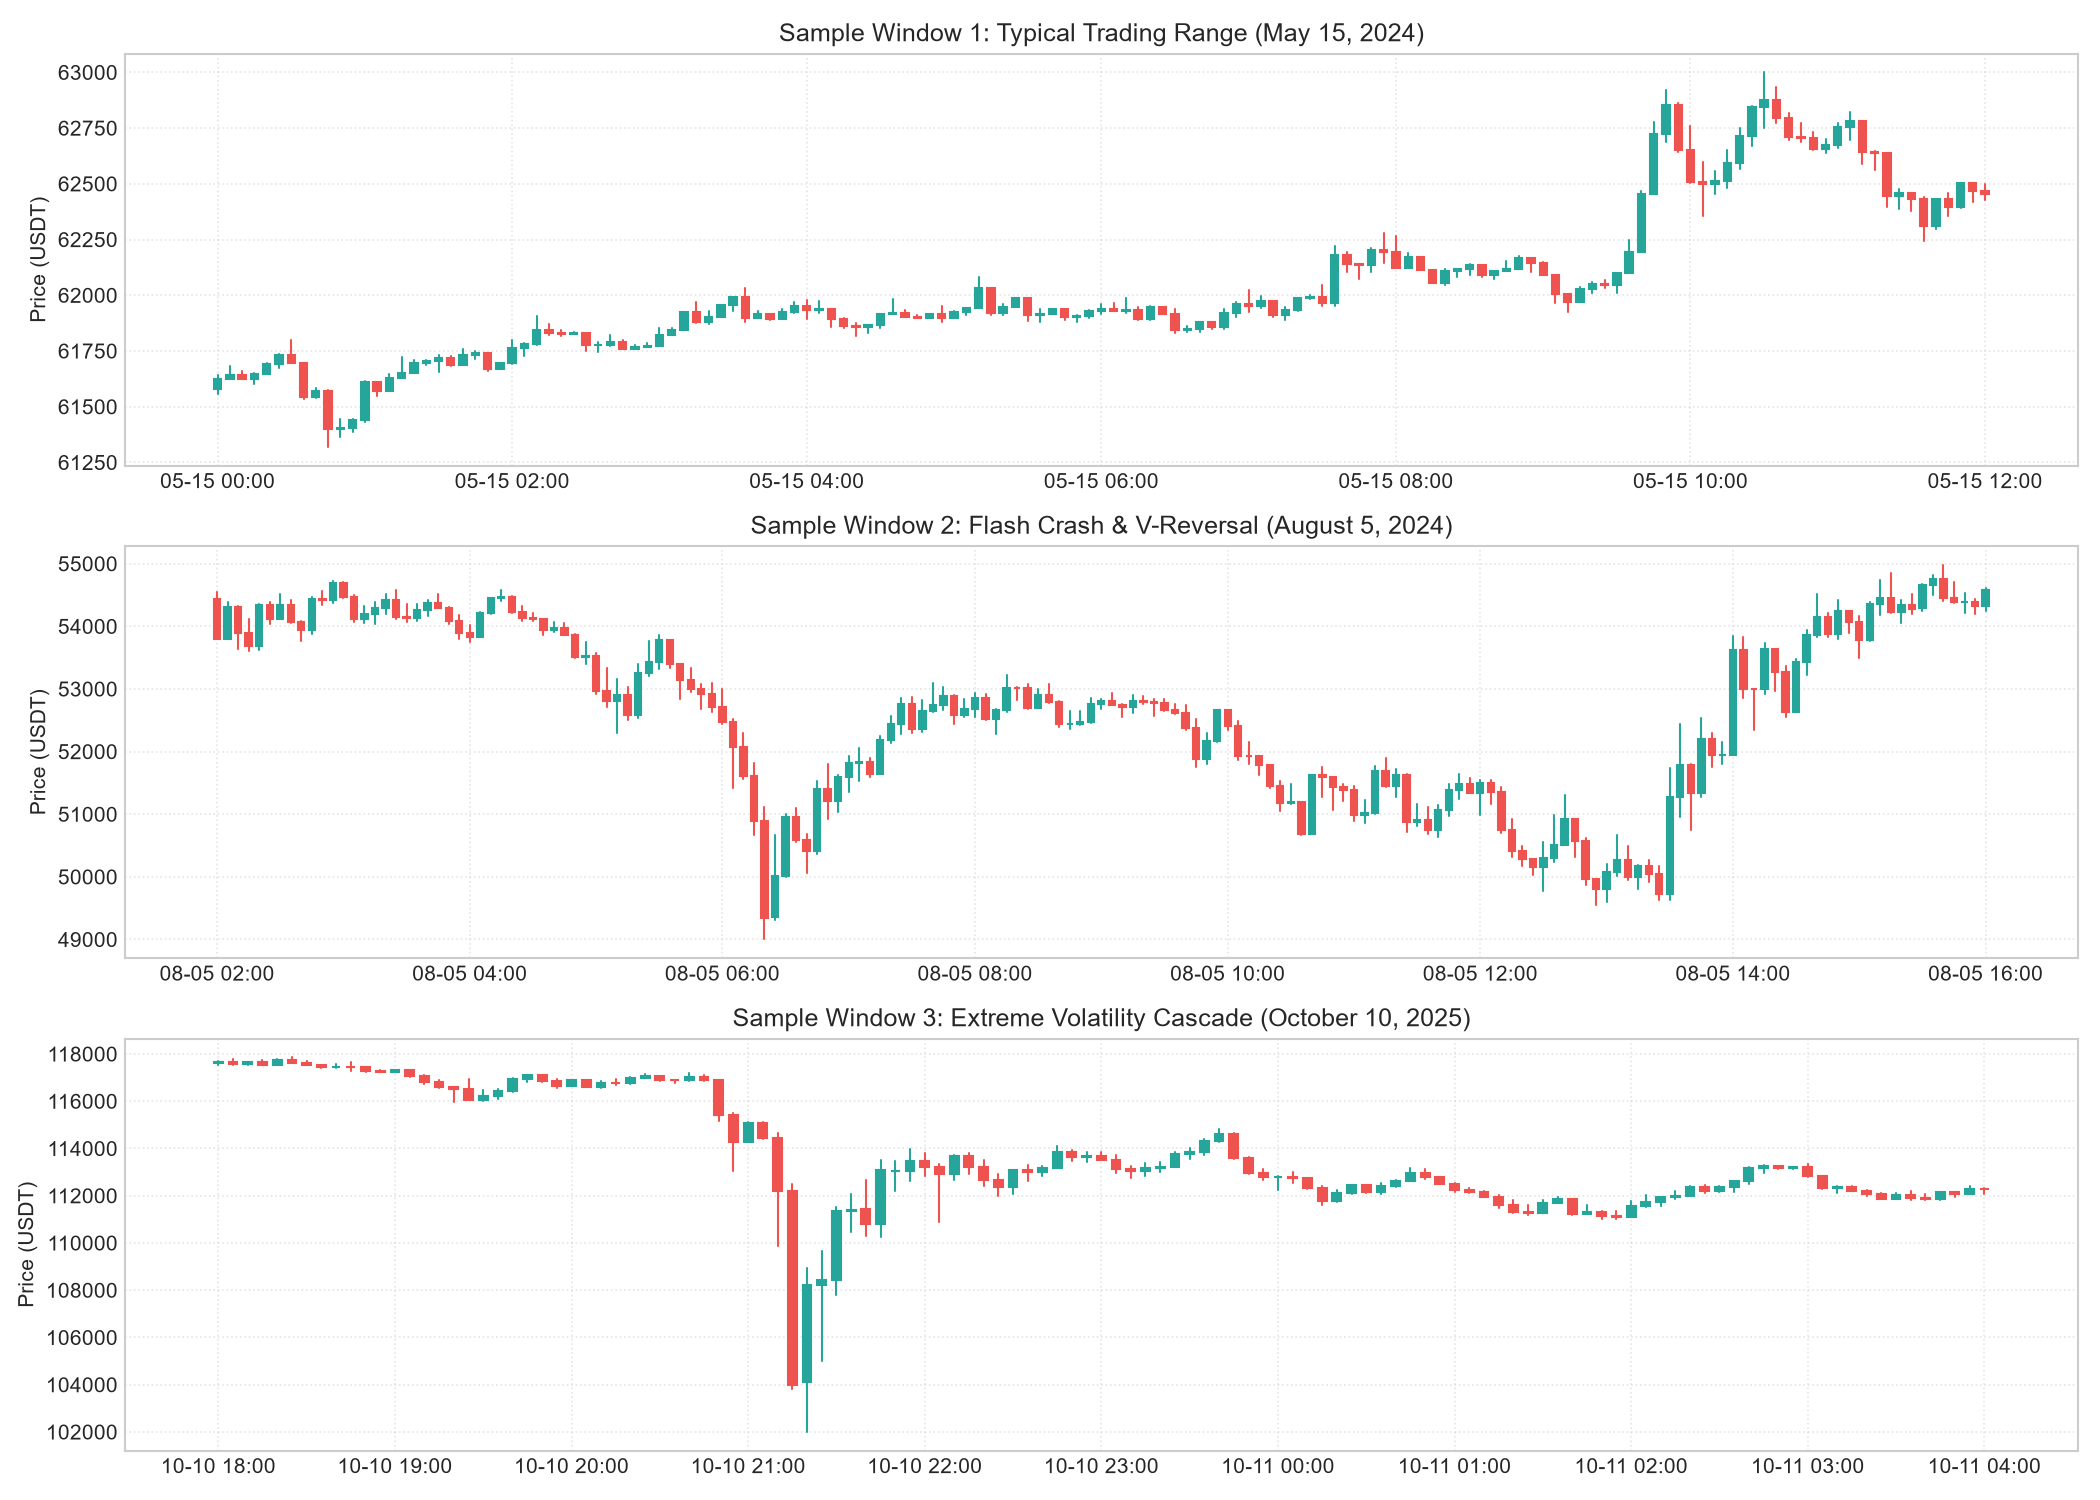 Sample Window 1: Typical Trading Range (May 15, 2024)
Price (USDT)
63000
62750
62500
62250
62000
61750
61500
61250
05-15 00:00 05-15 02:00 05-15 04:00 05-15 06:00 05-15 08:00 05-15 10:00 05-15 12:00
Sample Window 2: Flash Crash & V-Reversal (August 5, 2024)
Price (USDT)
55000
54000
53000
52000
51000
50000
49000
08-05 02:00 08-05 04:00 08-05 06:00 08-05 08:00 08-05 10:00 08-05 12:00 08-05 14:00 08-05 16:00
Sample Window 3: Extreme Volatility Cascade (October 10, 2025)
Price (USDT)
118000
116000
114000
112000
110000
108000
106000
104000
102000
10-10 18:00 10-10 19:00 10-10 20:00 10-10 21:00 10-10 22:00 10-10 23:00 10-11 00:00 10-11 01:00 10-11 02:00 10-11 03:00 10-11 04:00